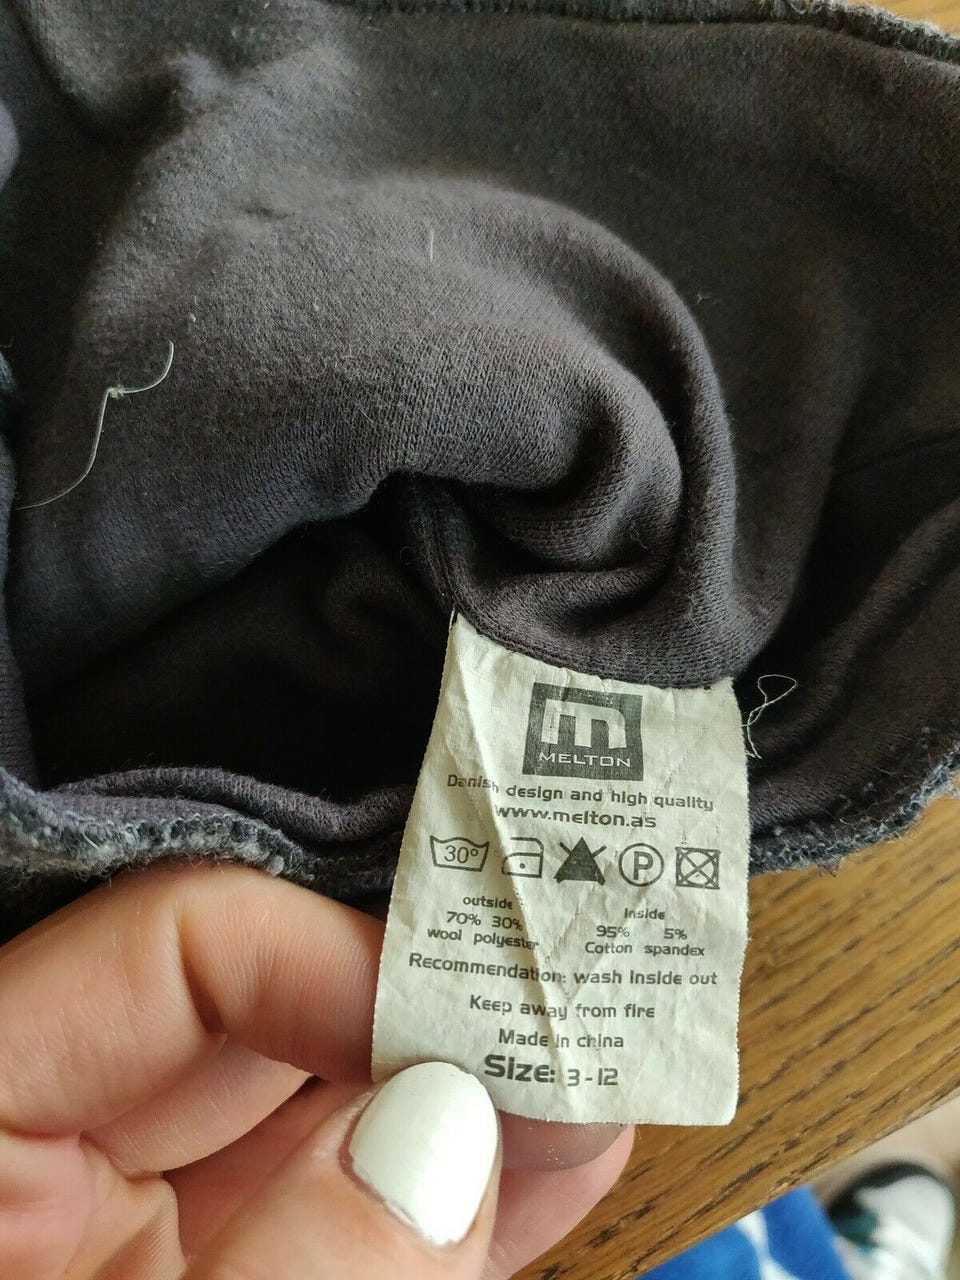 m
MELTON
Danish design and high quality
www.melton.as
30° P
outside Inside
70% 30% 95% 5%
wool polyester Cotton spandex
Recommendation: wash Inside out
Keep away from fire
Made in china
Size: 3-12